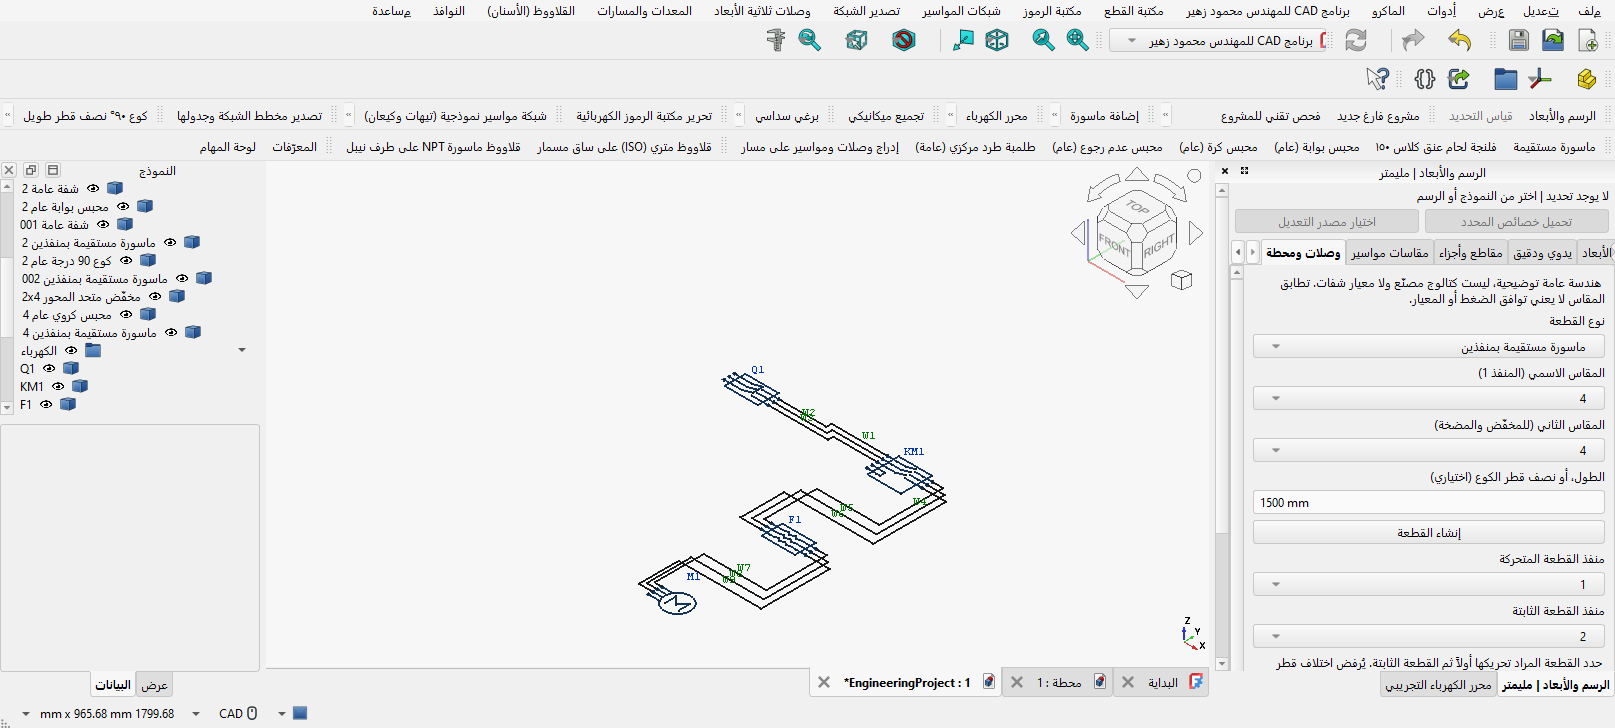 ملف تعديل عرض أدوات الماكرو برنامج CAD للمهندس محمود زهير مكتبة القطع مكتبة الرموز شبكات المواسير تصدير الشبكة وصلات ثلاثية الأبعاد المعدات والمسارات القلاووظ (الأسنان) النوافذ مساعدة
برنامج CAD للمهندس محمود زهير
الرسم والأبعاد قياس التحديد مشروع فارغ جديد فحص تقني للمشروع إضافة ماسورة محرر الكهرباء تجميع ميكانيكي برغي سداسي تحرير مكتبة الرموز الكهربائية شبكة مواسير نموذجية (تيهات وكيعان) تصدير مخطط الشبكة وجدولها كوع ٩٠° نصف قطر طويل
ماسورة مستقيمة فلنجة لحام عنق كلاس ١٥٠ محبس بوابة (عام) محبس كرة (عام) محبس عدم رجوع (عام) طلمبة طرد مركزي (عامة) إدراج وصلات ومواسير على مسار قلاووظ متري (ISO) على ساق مسمار قلاووظ ماسورة NPT على طرف نيبل المعرّفات لوحة المهام
الرسم والأبعاد | مليمتر
لا يوجد تحديد | اختر من النموذج أو الرسم
تحميل خصائص المحدد اختيار مصدر التعديل
الأبعاد يدوي ودقيق مقاطع وأجزاء مقاسات مواسير وصلات ومحطة
هندسة عامة توضيحية، ليست كتالوج مصنّع ولا معيار شفات. تطابق
المقاس لا يعني توافق الضغط أو المعيار.
نوع القطعة
ماسورة مستقيمة بمنفذين
المقاس الاسمي (المنفذ 1)
4
المقاس الثاني (للمخفّض والمضخة)
4
الطول، أو نصف قطر الكوع (اختياري)
1500 mm
إنشاء القطعة
منفذ القطعة المتحركة
1
منفذ القطعة الثابتة
2
حدد القطعة المراد تحريكها أولاً ثم القطعة الثابتة. يُرفض اختلاف قطر
الرسم والأبعاد | مليمتر محرر الكهرباء التجريبي
TOP
FRONT
RIGHT
Q1
W2
W1
KM1
W4
W5
W6
F1
W7
M1
Z
Y
X
النموذج
شفة عامة 2
محبس بوابة عام 2
شفة عامة 001
ماسورة مستقيمة بمنفذين 2
كوع 90 درجة عام 2
ماسورة مستقيمة بمنفذين 002
مخفّض متحد المحور 2x4
محبس كروي عام 4
ماسورة مستقيمة بمنفذين 4
الكهرباء
Q1
KM1
F1
عرض البيانات
البداية محطة : 1 EngineeringProject : 1*
CAD mm x 965.68 mm 1799.68